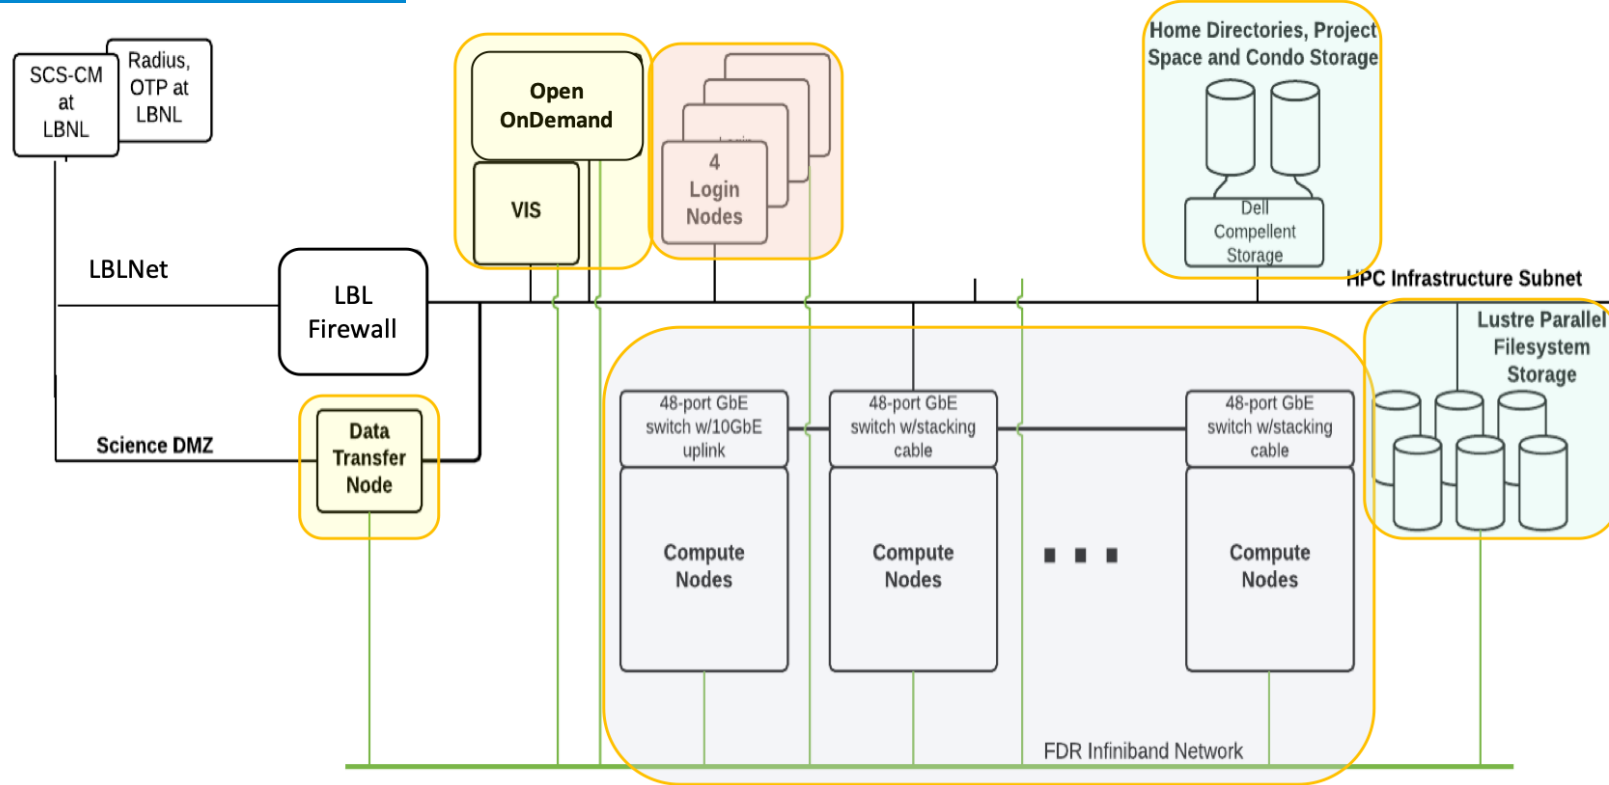 SCS-CM
at
LBNL
Radius,
OTP at
LBNL
Open
OnDemand
VIS
4
Login
Nodes
Home Directories, Project
Space and Condo Storage
Dell
Compellent
Storage
LBLNet
LBL
Firewall
HPC Infrastructure Subnet
Lustre Parallel
Filesystem
Storage
Science DMZ
Data
Transfer
Node
48-port GbE
switch w/10GbE
uplink
48-port GbE
switch w/stacking
cable
48-port GbE
switch w/stacking
cable
Compute
Nodes
Compute
Nodes
Compute
Nodes
FDR Infiniband Network